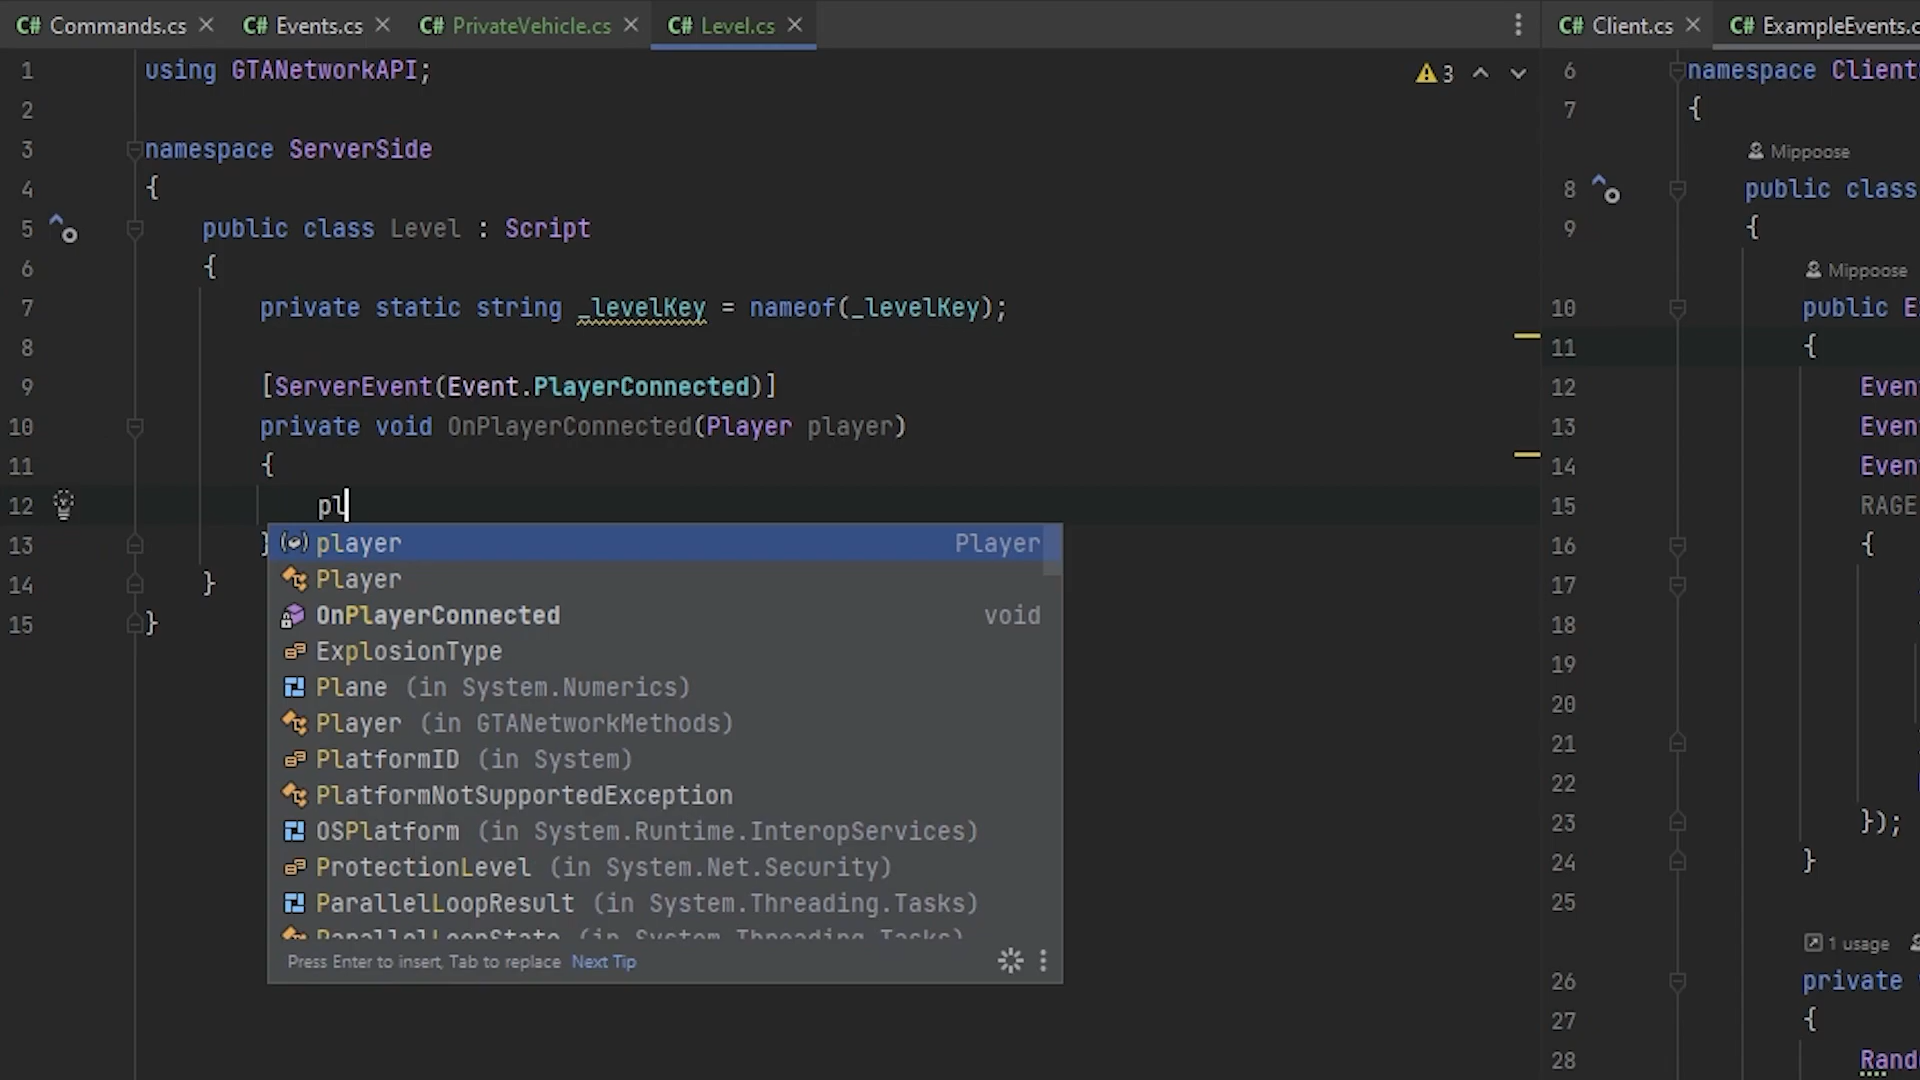 C# Commands.cs C# Events.cs C# PrivateVehicle.cs C# Level.cs
1 using GTANetworkAPI;
3
2
3 namespace ServerSide
4 {
5 public class Level : Script
6 {
7 private static string _levelKey = nameof(_levelKey);
8
9 [ServerEvent(Event.PlayerConnected)]
10 private void OnPlayerConnected(Player player)
11 {
12 pl
13 }
14 }
15 }
player Player
Player
OnPlayerConnected void
ExplosionType
Plane (in System.Numerics)
Player (in GTANetworkMethods)
PlatformID (in System)
PlatformNotSupportedException
OSPlatform (in System.Runtime.InteropServices)
ProtectionLevel (in System.Net.Security)
ParallelLoopResult (in System.Threading.Tasks)
ParallelLoopState (in System.Threading.Tasks)
Press Enter to insert, Tab to replace Next Tip
C# Client.cs C# ExampleEvents.c
6 namespace Client
7 {
Mippoose
8 public class
9 {
Mippoose
10 public E
11 {
12 Even
13 Even
14 Even
15 RAGE
16 {
17
18
19
20
21
22
23 });
24 }
25
1 usage
26 private
27 {
28 Rand